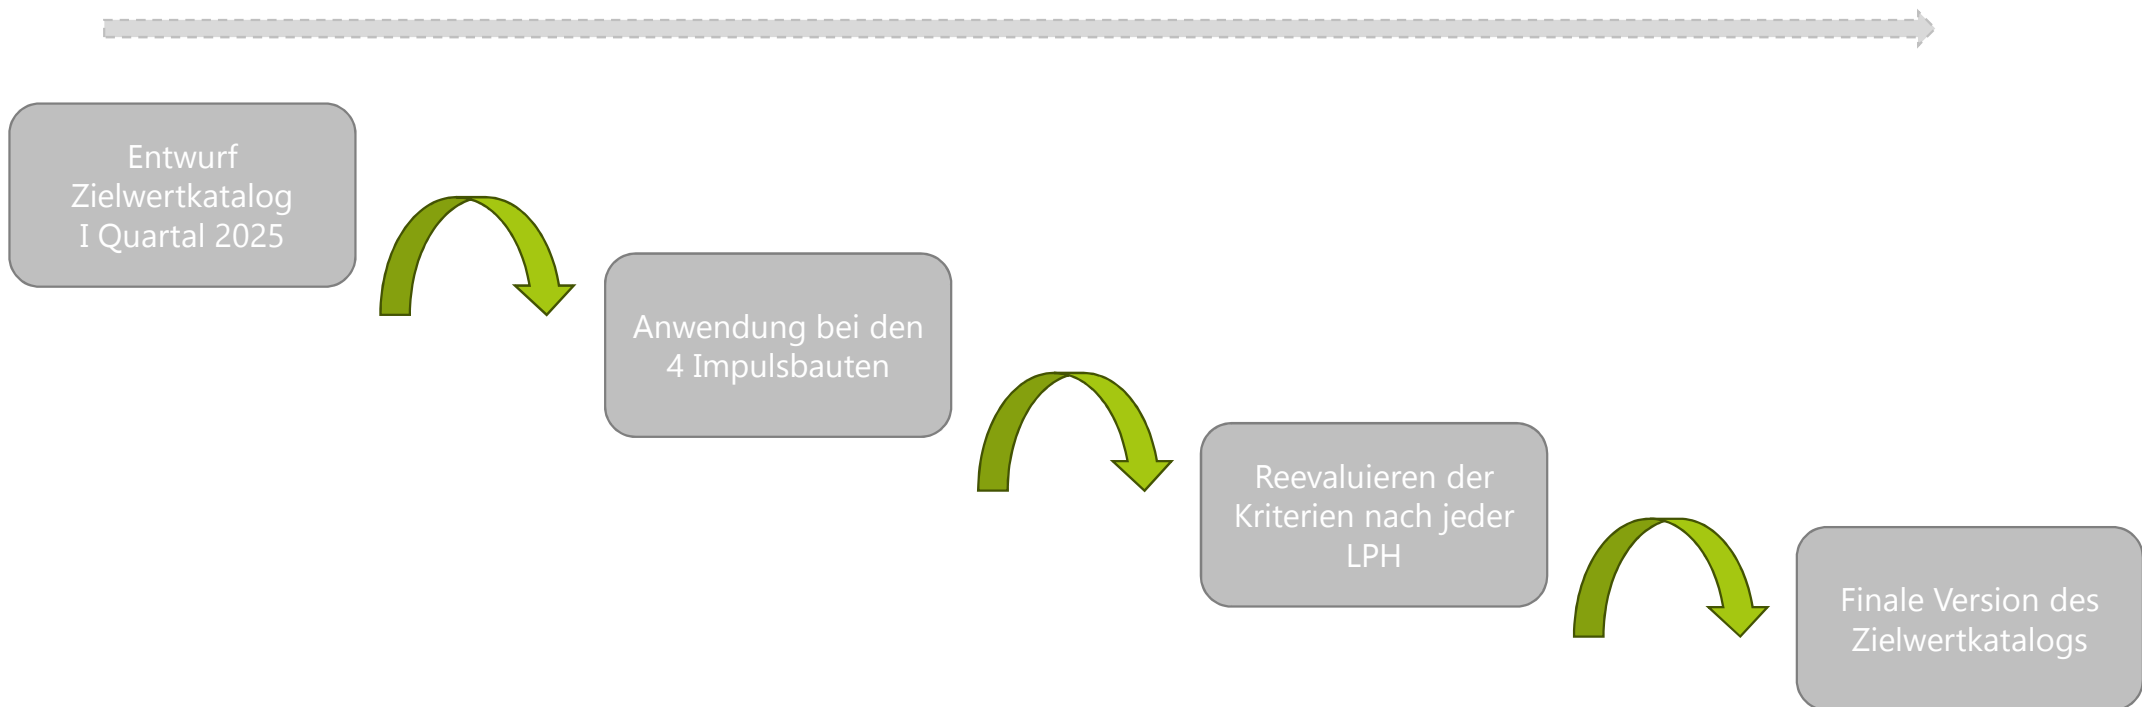 Entwurf
Zielwertkatalog
I Quartal 2025
Anwendung bei den
4 Impulsbauten
Reevaluieren der
Kriterien nach jeder
LPH
Finale Version des
Zielwertkatalogs